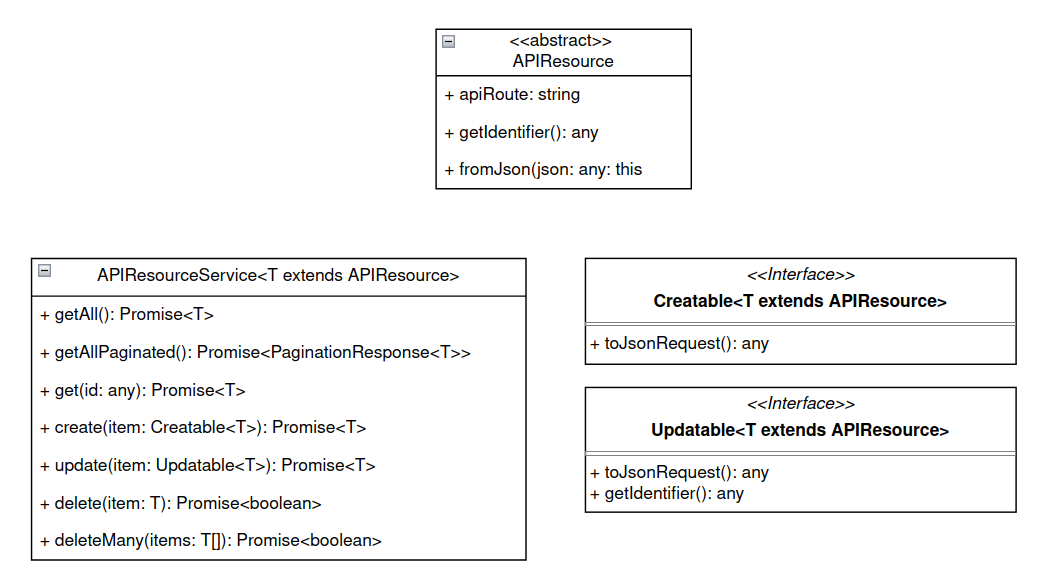 <<abstract>>
APIResource
+ apiRoute: string
+ getIdentifier(): any
+ fromJson(json: any: this
APIResourceService<T extends APIResource>
+ getAll(): Promise<T>
+ getAllPaginated(): Promise<PaginationResponse<T>>
+ get(id: any): Promise<T>
+ create(item: Creatable<T>): Promise<T>
+ update(item: Updatable<T>): Promise<T>
+ delete(item: T): Promise<boolean>
+ deleteMany(items: T[]): Promise<boolean>
<<Interface>>
Creatable<T extends APIResource>
+ toJsonRequest(): any
<<Interface>>
Updatable<T extends APIResource>
+ toJsonRequest(): any
+ getIdentifier(): any